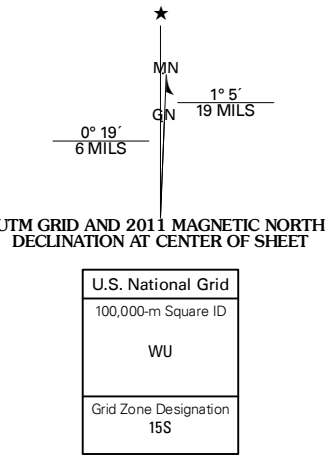 ★
MN
1° 5´
19 MILS
GN
0° 19´
6 MILS
UTM GRID AND 2011 MAGNETIC NORTH
DECLINATION AT CENTER OF SHEET
U.S. National Grid
100,000-m Square ID
WU
Grid Zone Designation
15S